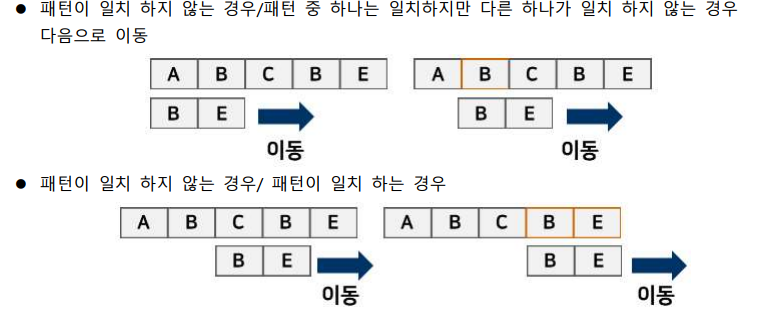 ● 패턴이 일치 하지 않는 경우/패턴 중 하나는 일치하지만 다른 하나가 일치 하지 않는 경우
다음으로 이동
A B C B E
B E
이동
A B C B E
B E
이동
● 패턴이 일치 하지 않는 경우/ 패턴이 일치 하는 경우
A B C B E
B E
이동
A B C B E
B E
이동